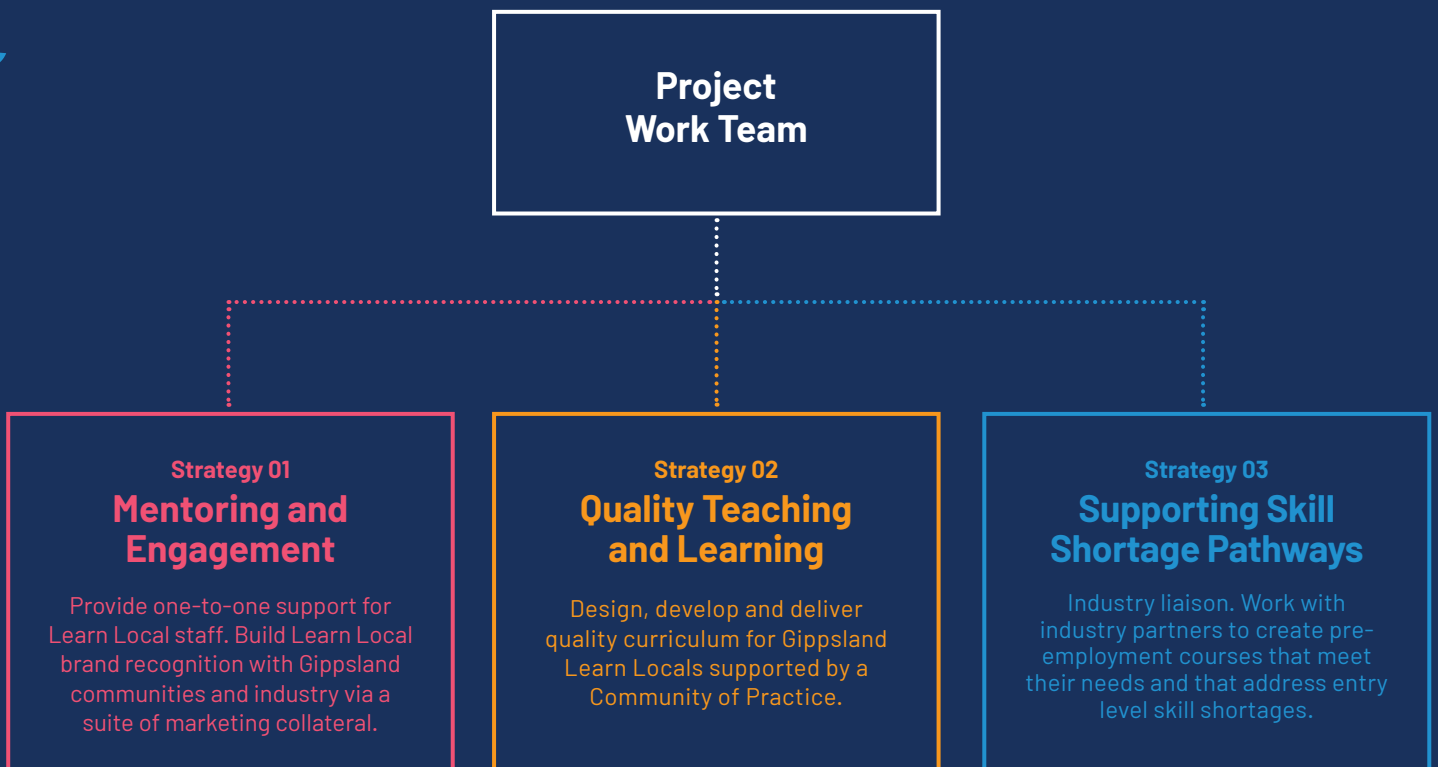 Project
Work Team
Strategy 01
Mentoring and
Engagement
Provide one-to-one support for
Learn Local staff. Build Learn Local
brand recognition with Gippsland
communities and industry via a
suite of marketing collateral.
Strategy 02
Quality Teaching
and Learning
Design, develop and deliver
quality curriculum for Gippsland
Learn Locals supported by a
Community of Practice.
Strategy 03
Supporting Skill
Shortage Pathways
Industry liaison. Work with
industry partners to create pre-
employment courses that meet
their needs and that address entry
level skill shortages.